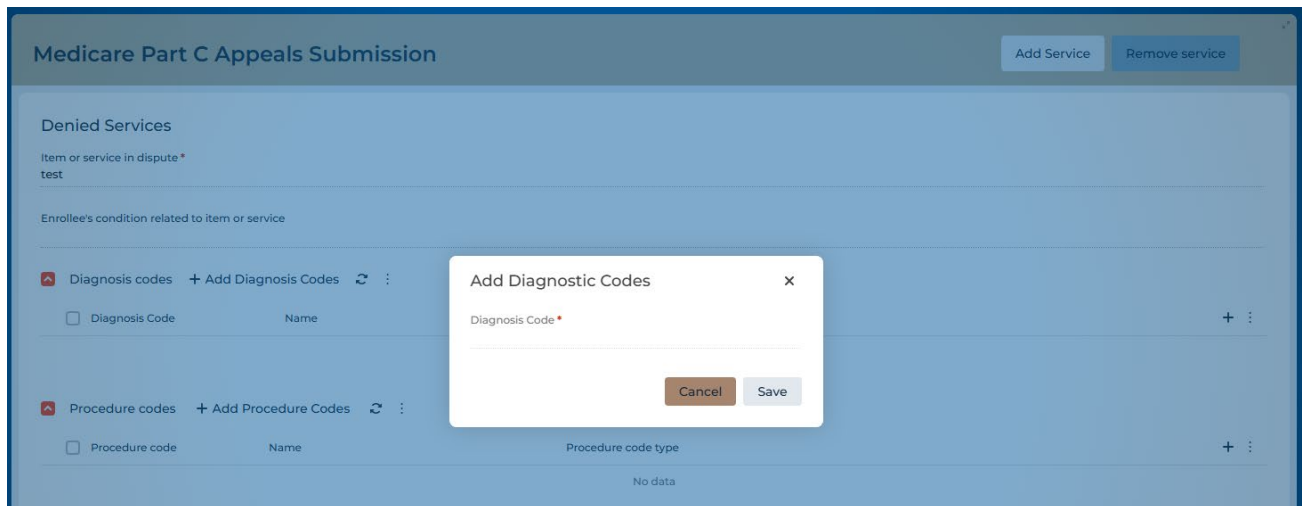 Medicare Part C Appeals Submission
Add Service
Remove service
Denied Services
Item or service in dispute *
test
Enrollee's condition related to item or service
Diagnosis codes + Add Diagnosis Codes
Diagnosis Code Name
Add Diagnostic Codes
Diagnosis Code *
Cancel Save
Procedure codes + Add Procedure Codes
Procedure code Name Procedure code type
No data